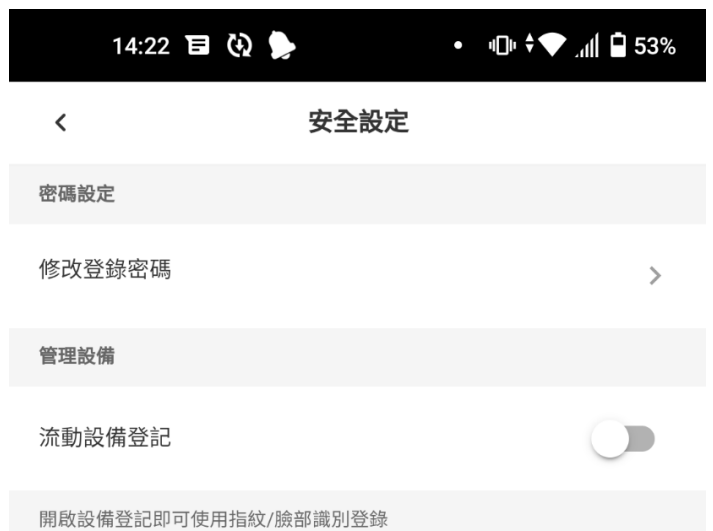 14:22 53%
安全設定
密碼設定
修改登錄密碼
管理設備
流動設備登記
開啟設備登記即可使用指紋/臉部識別登錄